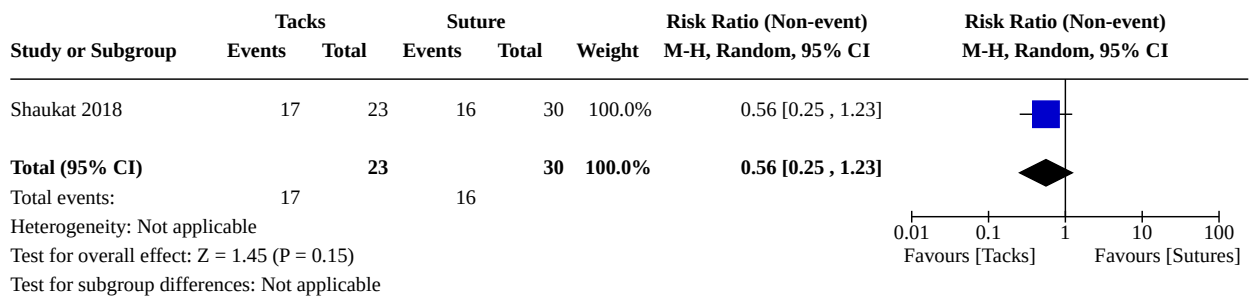 Tacks Suture Risk Ratio (Non-event) Risk Ratio (Non-event)
Study or Subgroup Events Total Events Total Weight M-H, Random, 95% CI M-H, Random, 95% CI
Shaukat 2018 17 23 16 30 100.0% 0.56 [0.25 , 1.23]
Total (95% CI) 23 30 100.0% 0.56 [0.25 , 1.23]
Total events: 17 16
Heterogeneity: Not applicable
0.01 0.1 1 10 100
Test for overall effect: Z = 1.45 (P = 0.15) Favours [Tacks] Favours [Sutures]
Test for subgroup differences: Not applicable